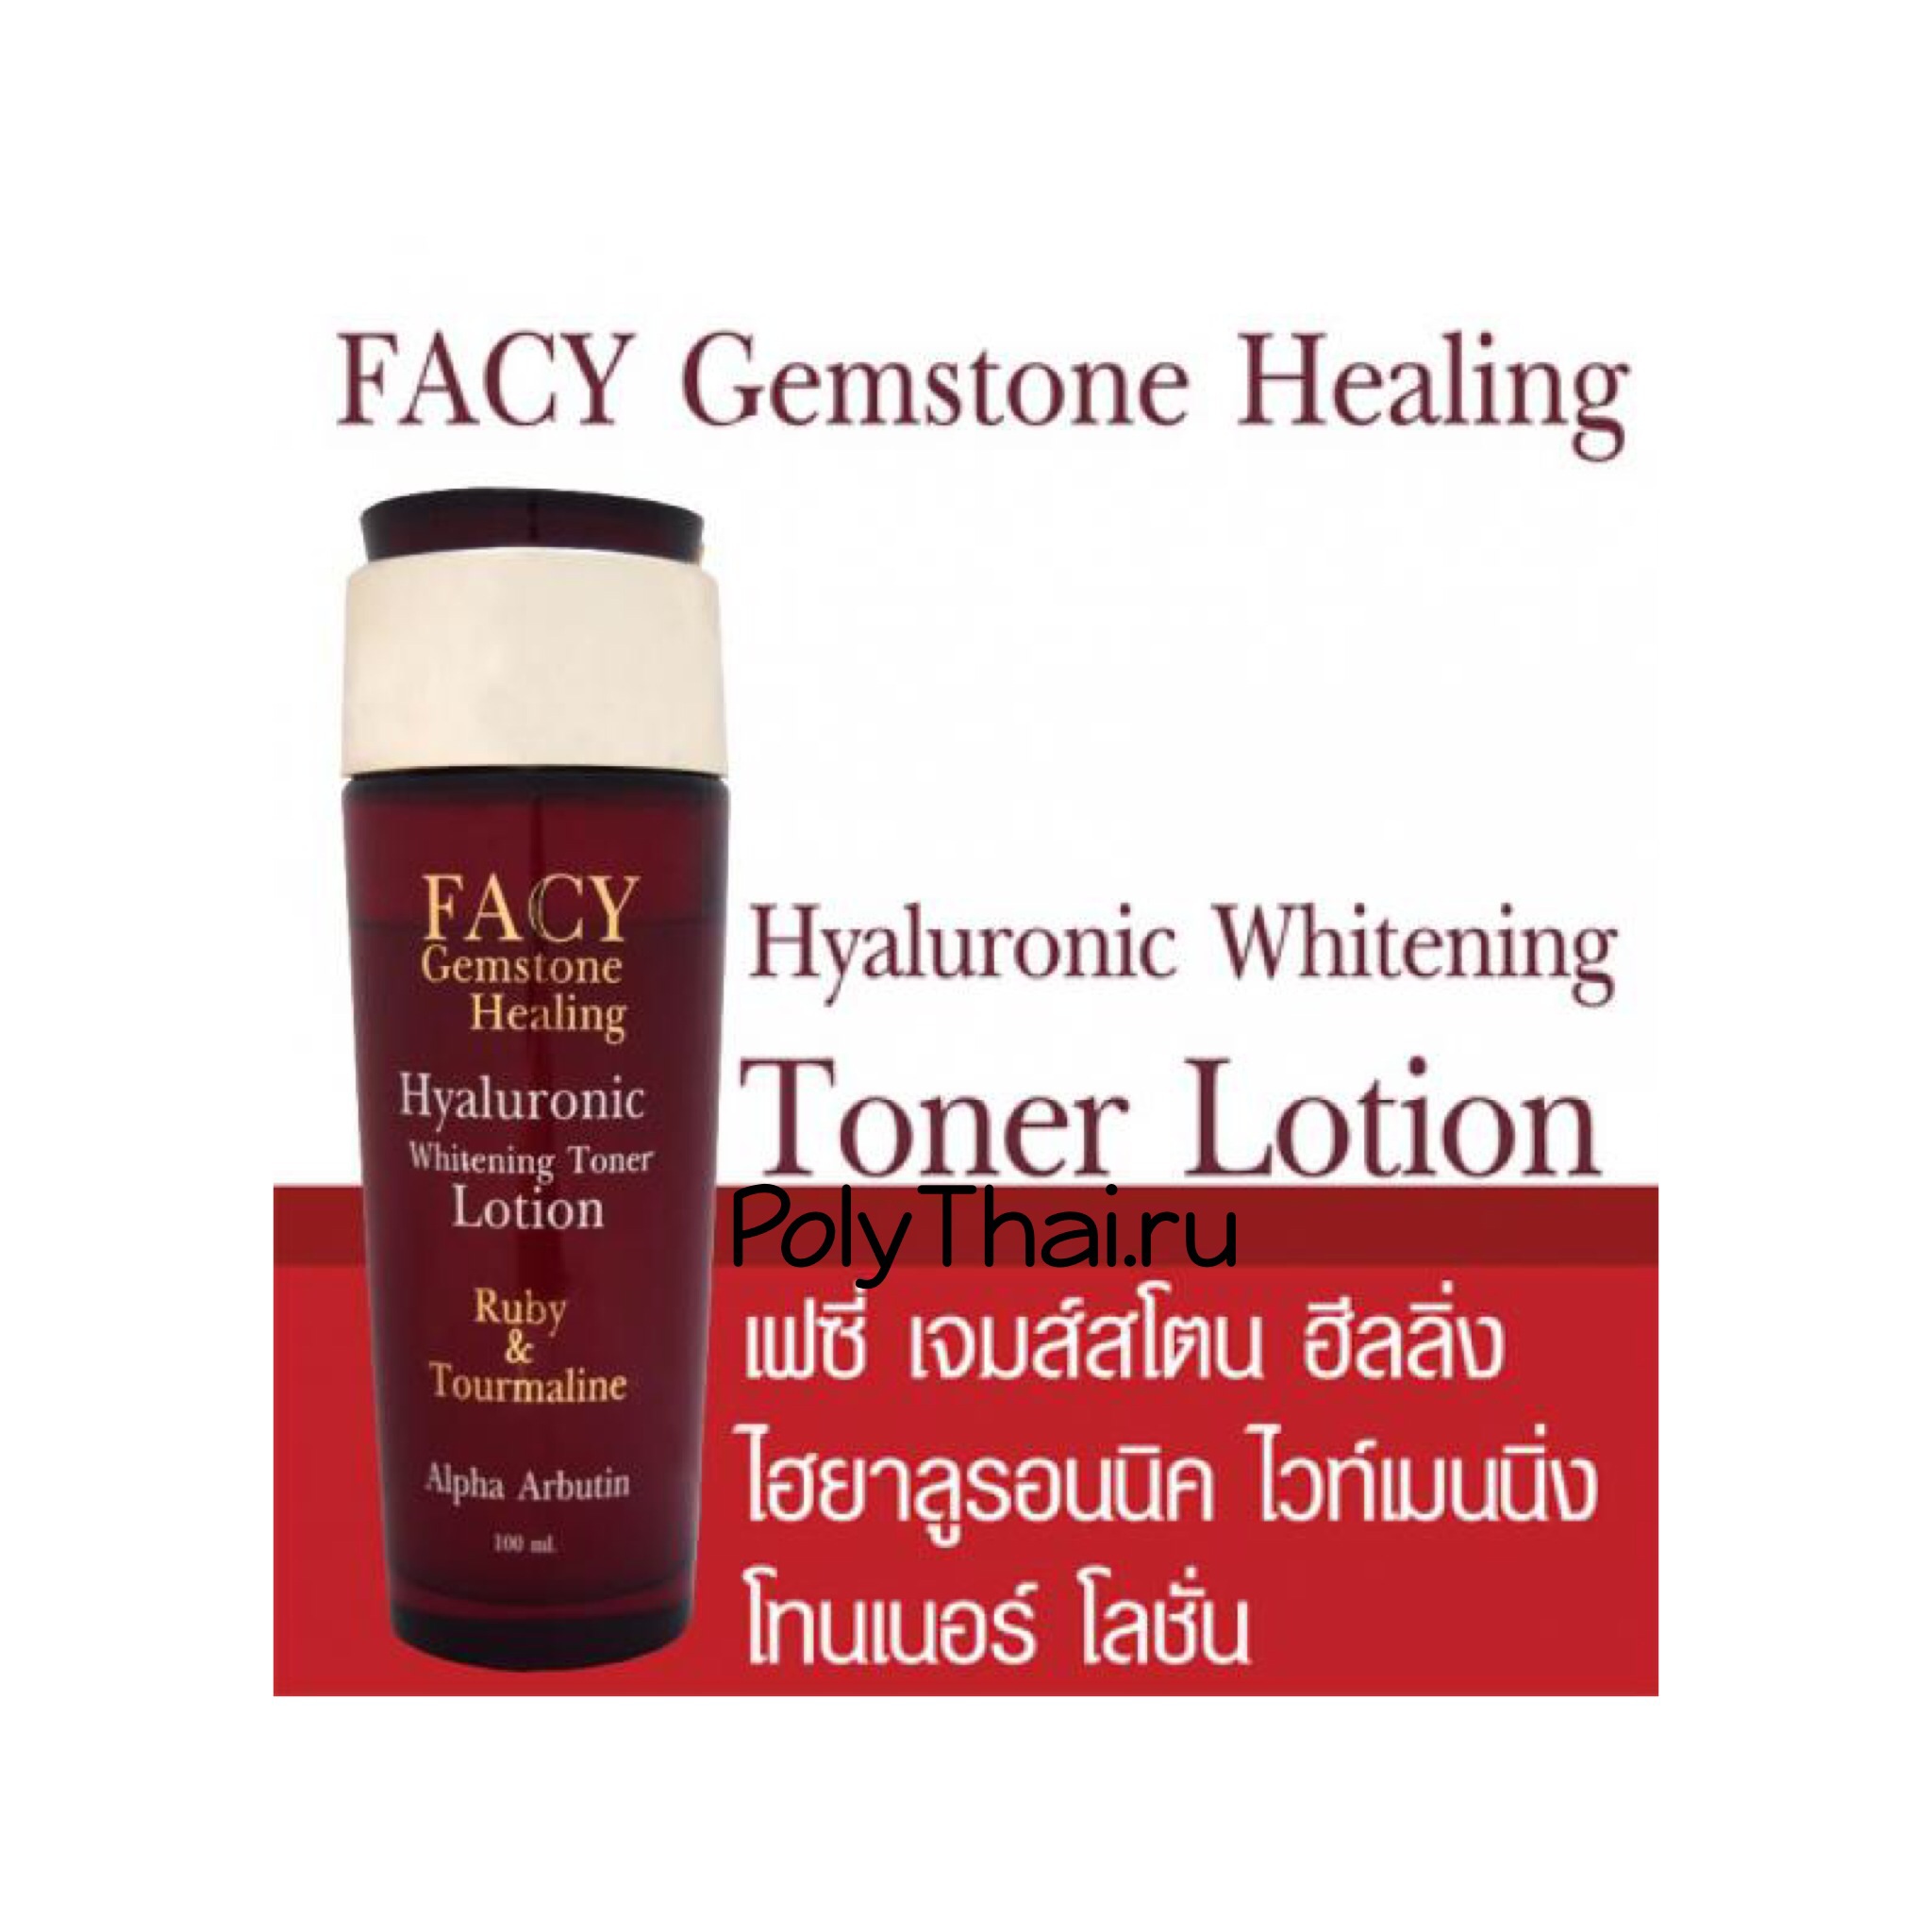 FACY Gemstone Healing
FACY
Gemstone
Healing
Hyaluronic
Whitening Toner
Lotion
Ruby
&
Tourmaline
Alpha Arbutin
100 ml.
Hyaluronic Whitening
Toner Lotion
PolyThai.ru
เฟซี่ เจมส์สโตน ฮีลลิ่ง
ไฮยาลูรอนนิค ไวท์เมนนิ่ง
โทนเนอร์ โลชั่น